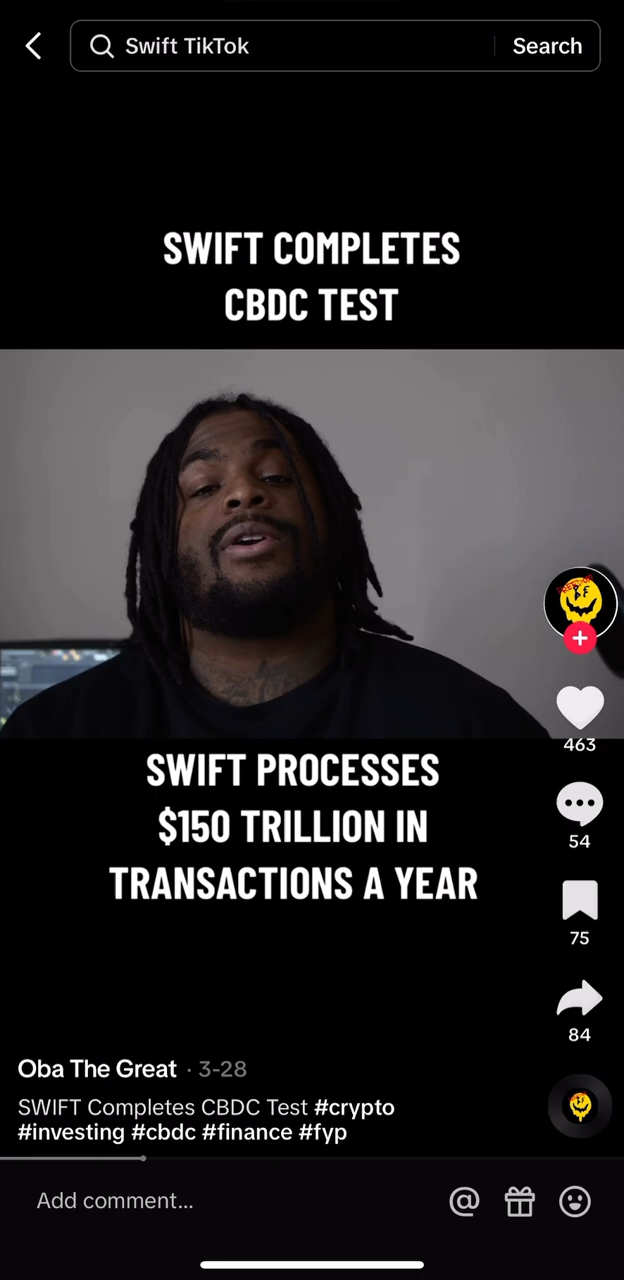 Swift TikTok
Search
SWIFT COMPLETES
CBDC TEST
SWIFT PROCESSES
$150 TRILLION IN
TRANSACTIONS A YEAR
463
54
75
84
Oba The Great · 3-28
SWIFT Completes CBDC Test #crypto
#investing #cbdc #finance #fyp
Add comment...